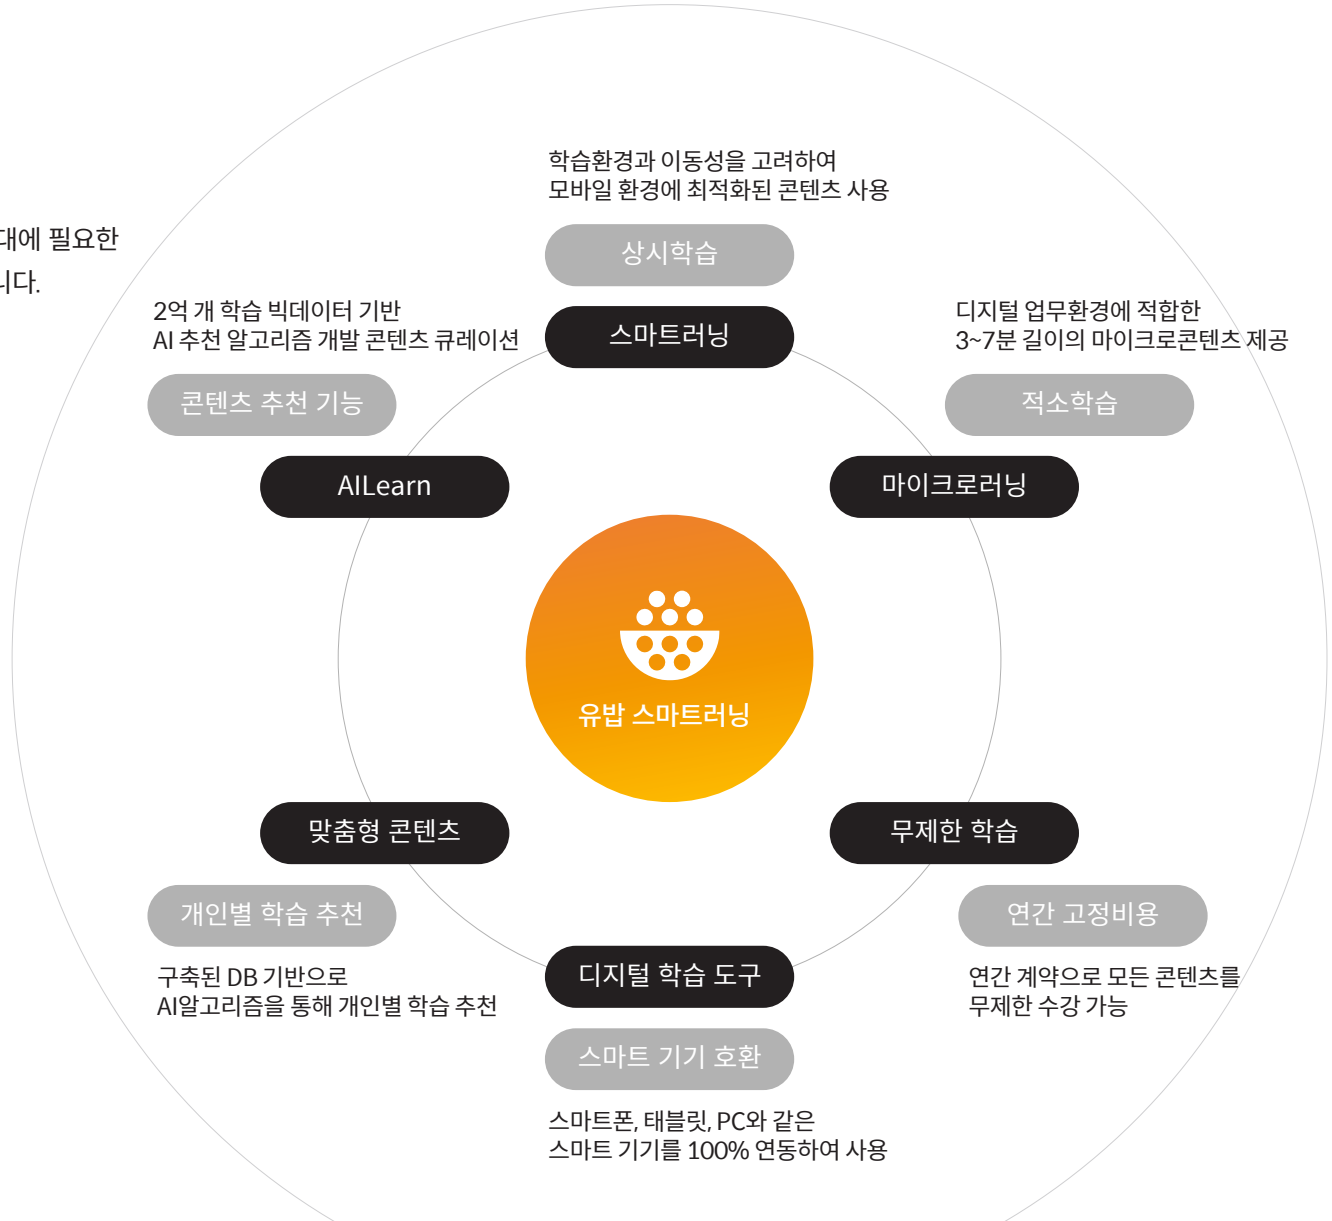 학습환경과 이동성을 고려하여
모바일 환경에 최적화된 콘텐츠 사용
상시학습
스마트러닝
대에 필요한
니다.
2억 개 학습 빅데이터 기반
AI 추천 알고리즘 개발 콘텐츠 큐레이션
콘텐츠 추천 기능
AILearn
디지털 업무환경에 적합한
3~7분 길이의 마이크로콘텐츠 제공
적소학습
마이크로러닝
유밥 스마트러닝
맞춤형 콘텐츠
개인별 학습 추천
구축된 DB 기반으로
AI알고리즘을 통해 개인별 학습 추천
무제한 학습
연간 고정비용
연간 계약으로 모든 콘텐츠를
무제한 수강 가능
디지털 학습 도구
스마트 기기 호환
스마트폰, 태블릿, PC와 같은
스마트 기기를 100% 연동하여 사용